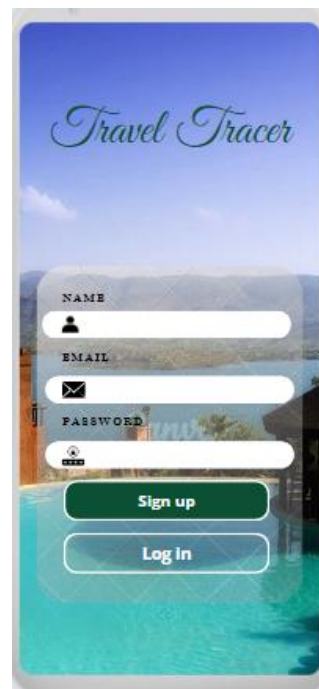 Travel Tracer
NAME
EMAIL
PASSWORD
Sign up
Log in